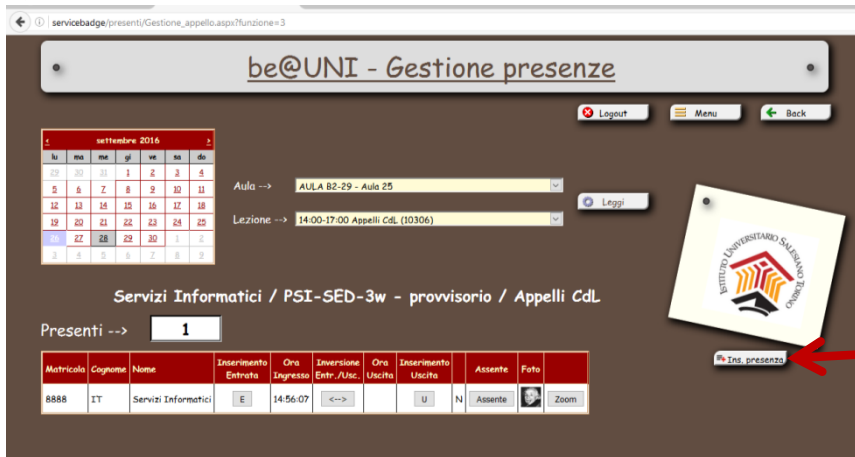 servicebadge/presenti/Gestione_appello.aspx?funzione=3
be@UNI - Gestione presenze
Logout Menu Back
< settembre 2016 >
lu ma me gi ve sa do
29 30 31 1 2 3 4
5 6 7 8 9 10 11
12 13 14 15 16 17 18
19 20 21 22 23 24 25
26 27 28 29 30 1 2
3 4 5 6 7 8 9
Aula --> AULA B2-29 - Aula 25
Leggi
Lezione --> 14:00-17:00 Appelli CdL (10306)
ISTITUTO UNIVERSITARIO SALESIANO TORINO
Servizi Informatici / PSI-SED-3w - provvisorio / Appelli CdL
Presenti --> 1
Ins. presenza
Matricola Cognome Nome Inserimento Entrata Ora Ingresso Inversione Entr./Usc. Ora Uscita Inserimento Uscita Assente Foto
8888 IT Servizi Informatici E 14:56:07 <--> U N Assente Zoom